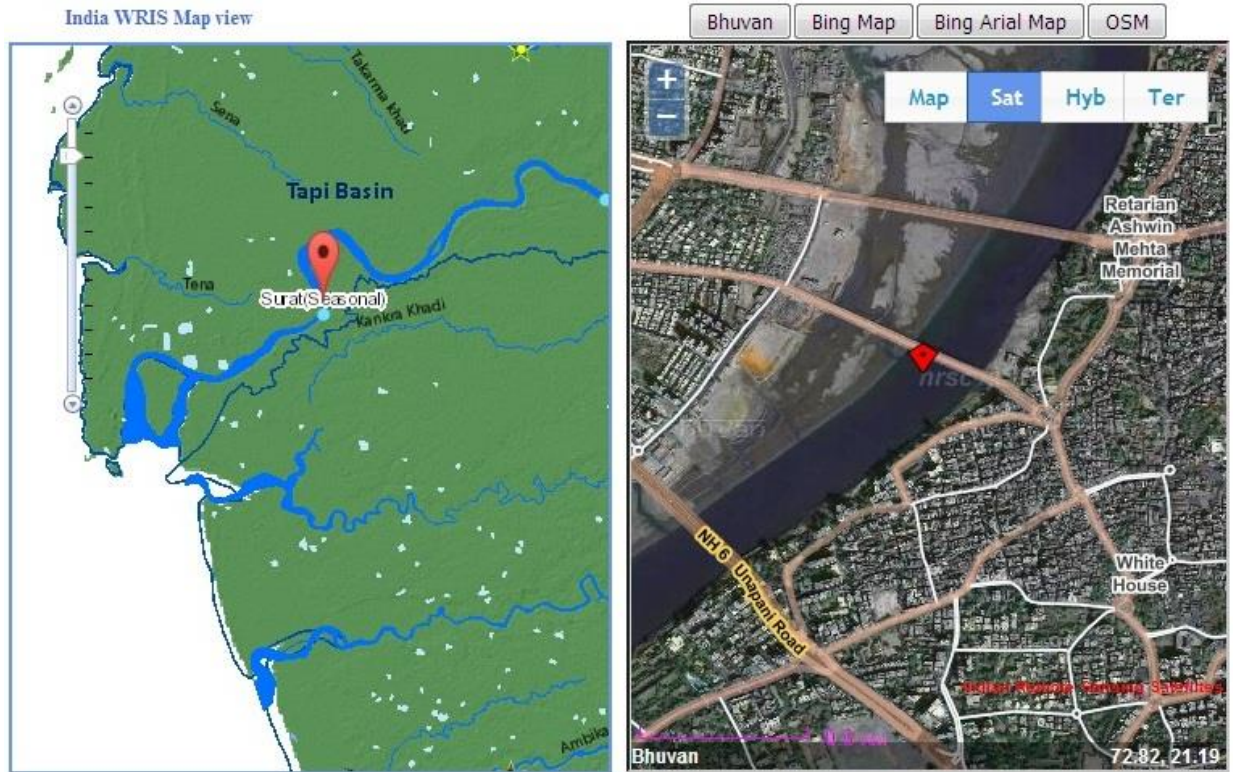 India WRIS Map view
Bhuvan
Bing Map
Bing Arial Map
OSM
Takarma khadi
Sena
Tapi Basin
Tena
Surat(Seasonal)
Kankra Khadi
Ambika
+
−
Map
Sat
Hyb
Ter
Retarian
Ashwin
Mehta
Memorial
nrsc
NH 6 Unapani Road
White
House
Indian Remote Sensing Satellites
Bhuvan
72.82, 21.19